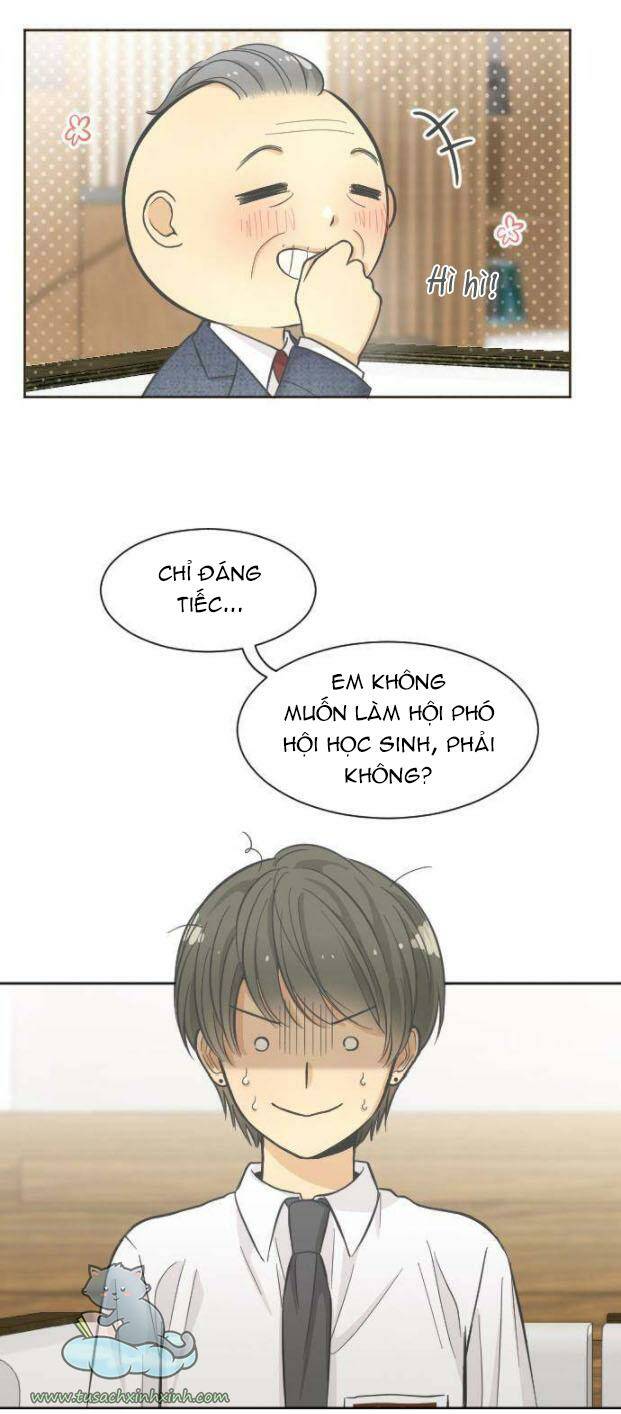 Hì hì!
CHỈ ĐÁNG
TIẾC...
EM KHÔNG
MUỐN LÀM HỘI PHÓ
HỘI HỌC SINH, PHẢI
KHÔNG?
www.tusachxinhxinh.com